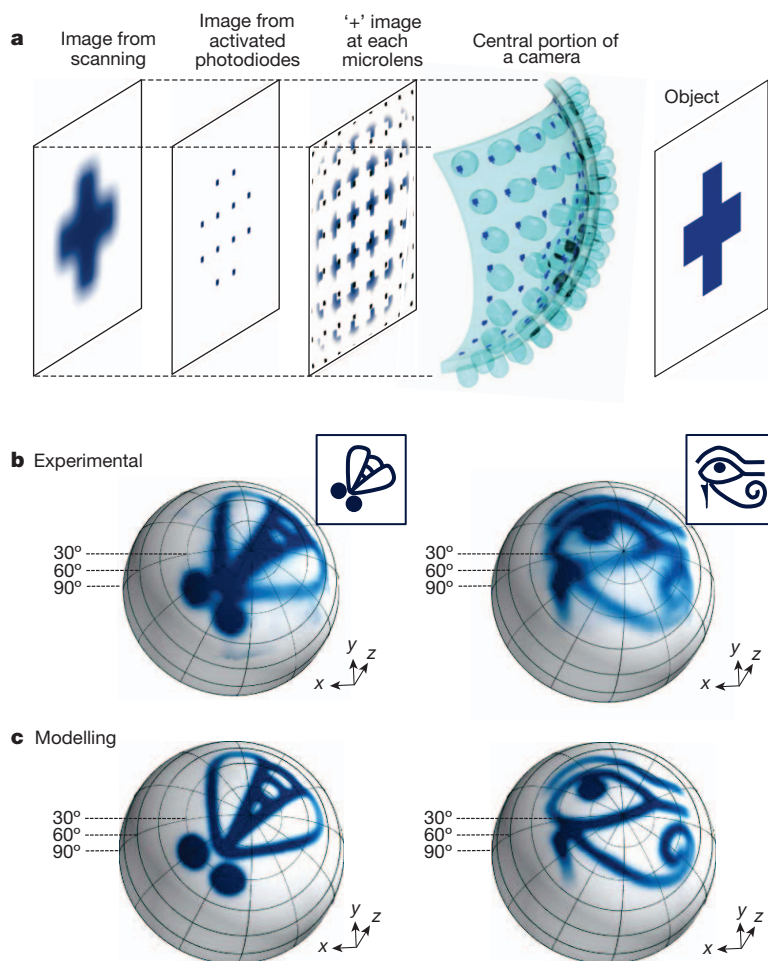 a
Image from
scanning
Image from
activated
photodiodes
‘+’ image
at each
microlens
Central portion of
a camera
Object
b Experimental
30º
60º
90º
x
y
z
30º
60º
90º
x
y
z
c Modelling
30º
60º
90º
x
y
z
30º
60º
90º
x
y
z